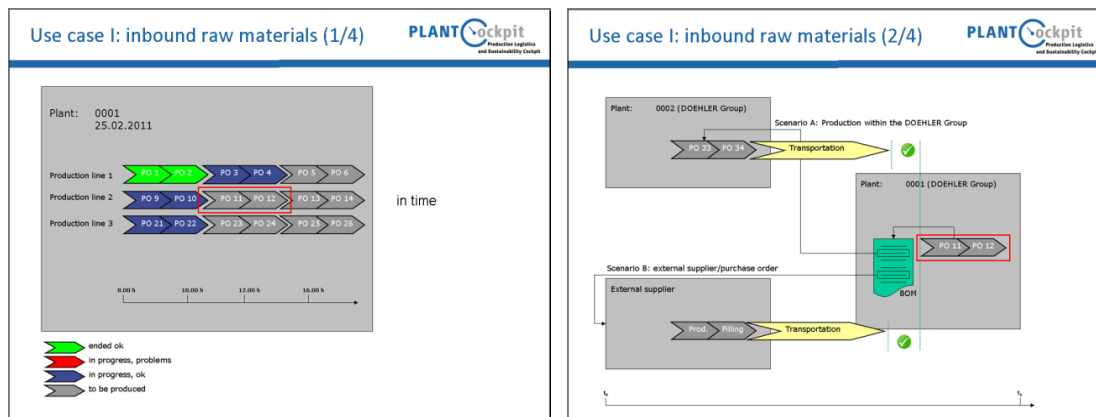 Use case I: inbound raw materials (1/4)
PLANTCockpit
Production Logistics
and Sustainability Cockpit
Plant: 0001
25.02.2011
Production line 1
PO 1 PO 2 PO 3 PO 4 PO 5 PO 6
Production line 2
PO 9 PO 10 PO 11 PO 12 PO 13 PO 14
Production line 3
PO 21 PO 22 PO 23 PO 24 PO 25 PO 26
in time
8.00 h 10.00 h 12.00 h 16.00 h
ended ok
in progress, problems
in progress, ok
to be produced
Use case I: inbound raw materials (2/4)
PLANTCockpit
Production Logistics
and Sustainability Cockpit
Plant: 0002 (DOEHLER Group)
Scenario A: Production within the DOEHLER Group
PO 33 PO 34 Transportation
Plant: 0001 (DOEHLER Group)
PO 11 PO 12
BOM
Scenario B: external supplier/purchase order
External supplier
Prod. Filling Transportation